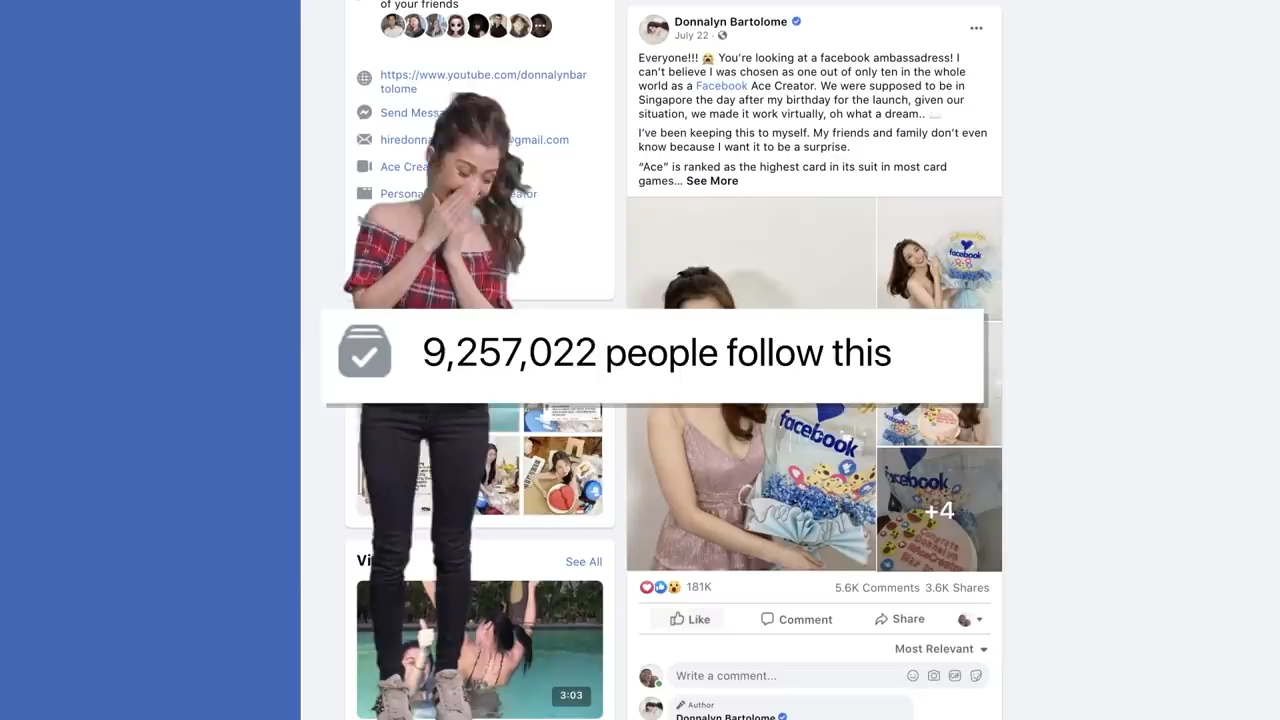 of your friends
https://www.youtube.com/donnalynbar
tolome
Send Messa
hiredonna
@gmail.com
Ace Crea
Persona
reator
Vi
See All
3:03
Donnalyn Bartolome
July 22
Everyone!!! 😭 You're looking at a facebook ambassadress! I
can't believe I was chosen as one out of only ten in the whole
world as a Facebook Ace Creator. We were supposed to be in
Singapore the day after my birthday for the launch, given our
situation, we made it work virtually, oh what a dream..
I've been keeping this to myself. My friends and family don't even
know because I want it to be a surprise.
"Ace" is ranked as the highest card in its suit in most card
games... See More
facebook
9,257,022 people follow this
facebook
facebook
+4
181K
5.6K Comments 3.6K Shares
Like
Comment
Share
Most Relevant
Write a comment...
GIF
Author
Donnalyn Bartolome